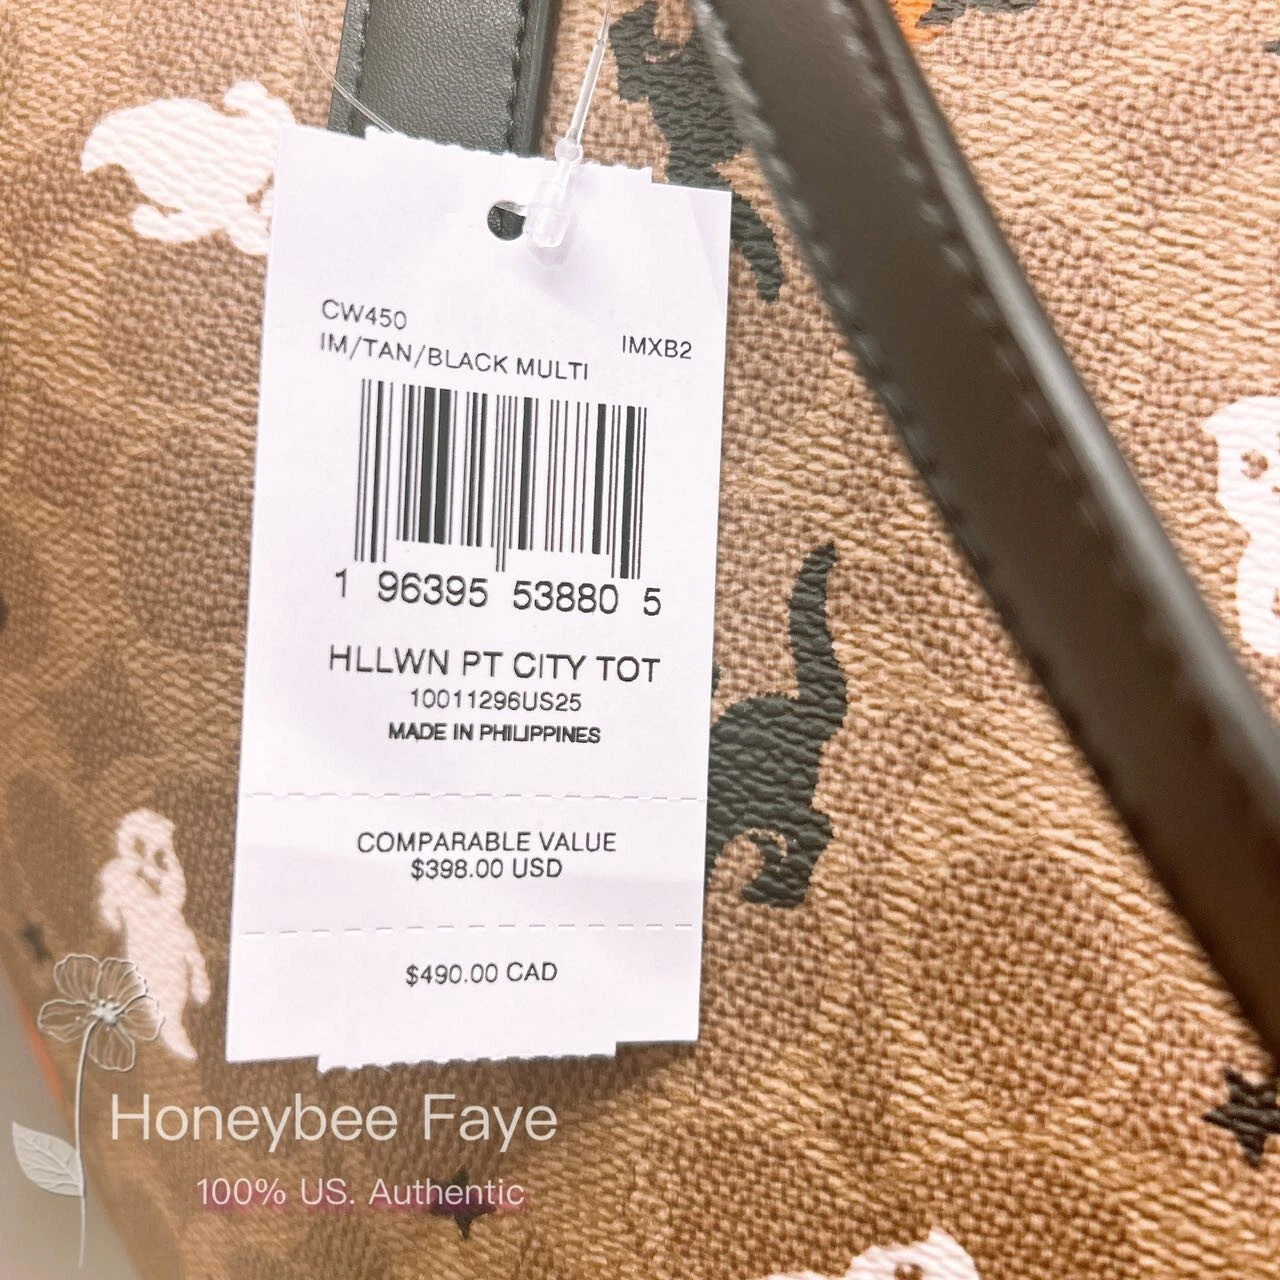 CW450
IM/TAN/BLACK MULTI IMXB2
1 96395 53880 5
HLLWN PT CITY TOT
10011296US25
MADE IN PHILIPPINES
COMPARABLE VALUE
$398.00 USD
$490.00 CAD
Honeybee Faye
100% US. Authentic